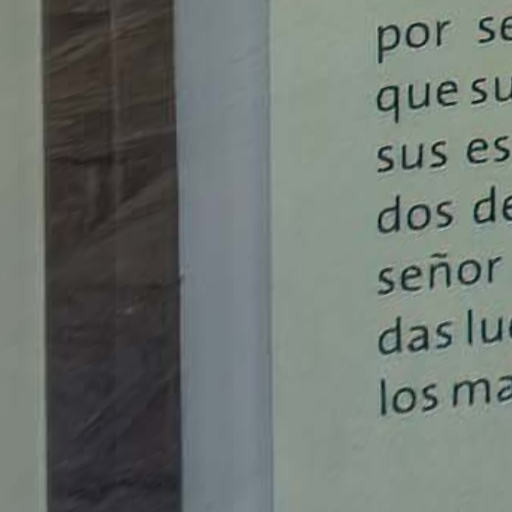 por se
que su
sus es
dos de
señor
das lu
los ma